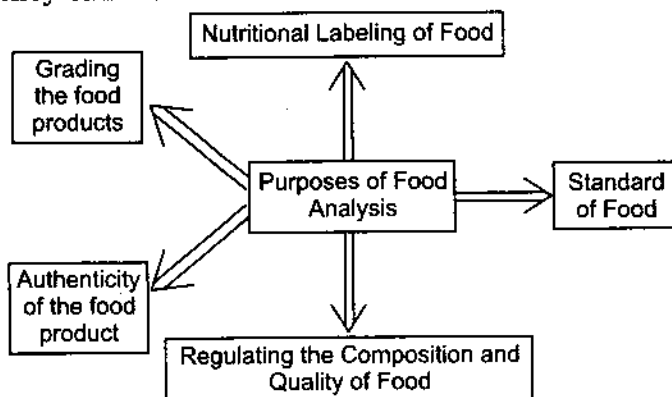 Nutritional Labeling of Food
Grading
the food
products
Purposes of Food
Analysis
Standard
of Food
Authenticity
of the food
product
Regulating the Composition and
Quality of Food